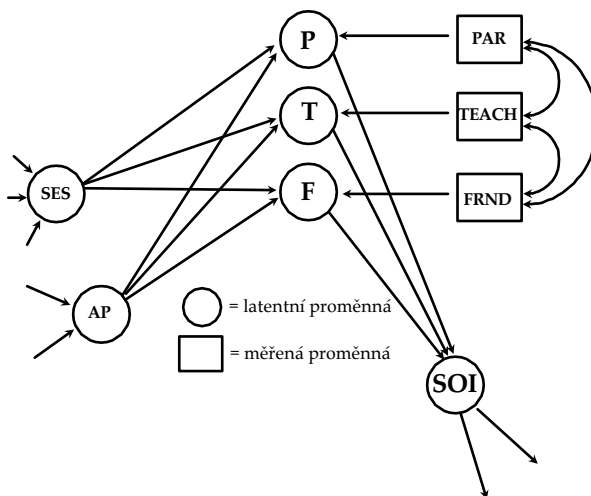 P
PAR
T
TEACH
SES
F
FRND
AP
= latentní proměnná
= měřená proměnná
SOI